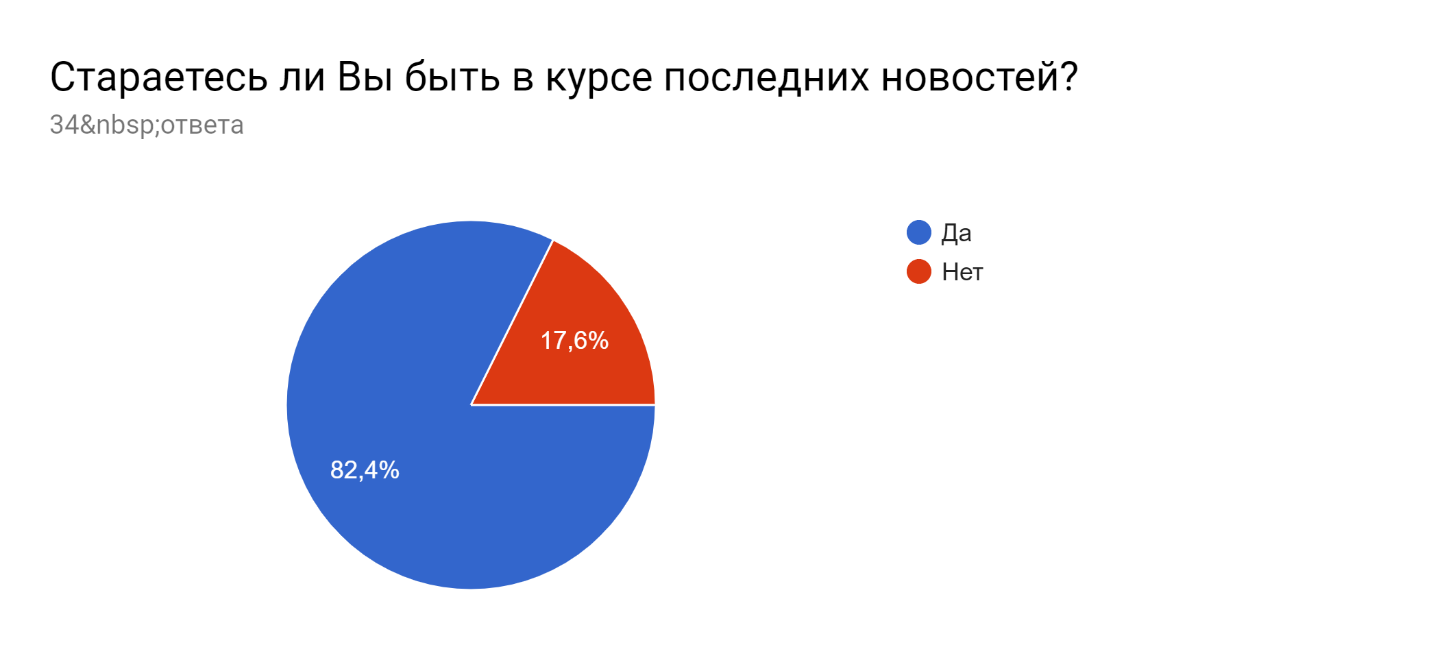 Стараетесь ли Вы быть в курсе последних новостей?
34&nbsp;ответа
Да
Нет
17,6%
82,4%